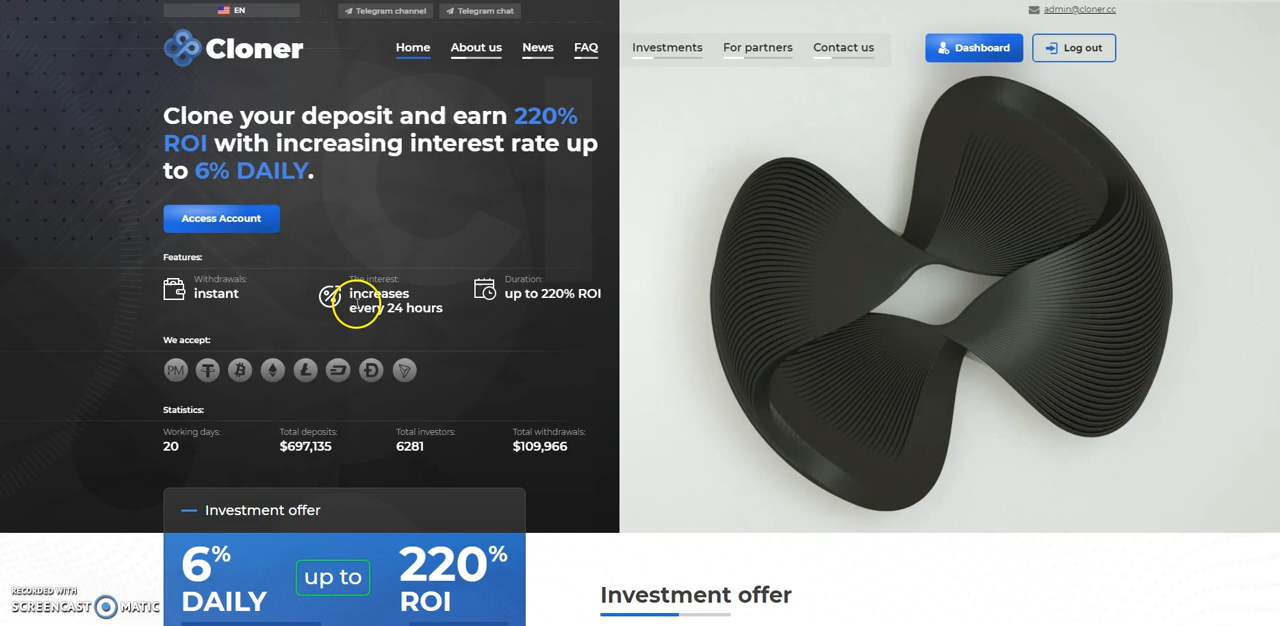 EN
Telegram channel
Telegram chat
admin@cloner.cc
Cloner
Home
About us
News
FAQ
Investments
For partners
Contact us
Dashboard
Log out
Clone your deposit and earn 220%
ROI with increasing interest rate up
to 6% DAILY.
Access Account
Features:
Withdrawals:
instant
The interest:
increases
every 24 hours
Duration:
up to 220% ROI
We accept:
PM
Statistics:
Working days:
20
Total deposits:
$697,135
Total investors:
6281
Total withdrawals:
$109,966
Investment offer
6%
DAILY
up to
220%
ROI
Investment offer
RECORDED WITH
SCREENCAST MATIC